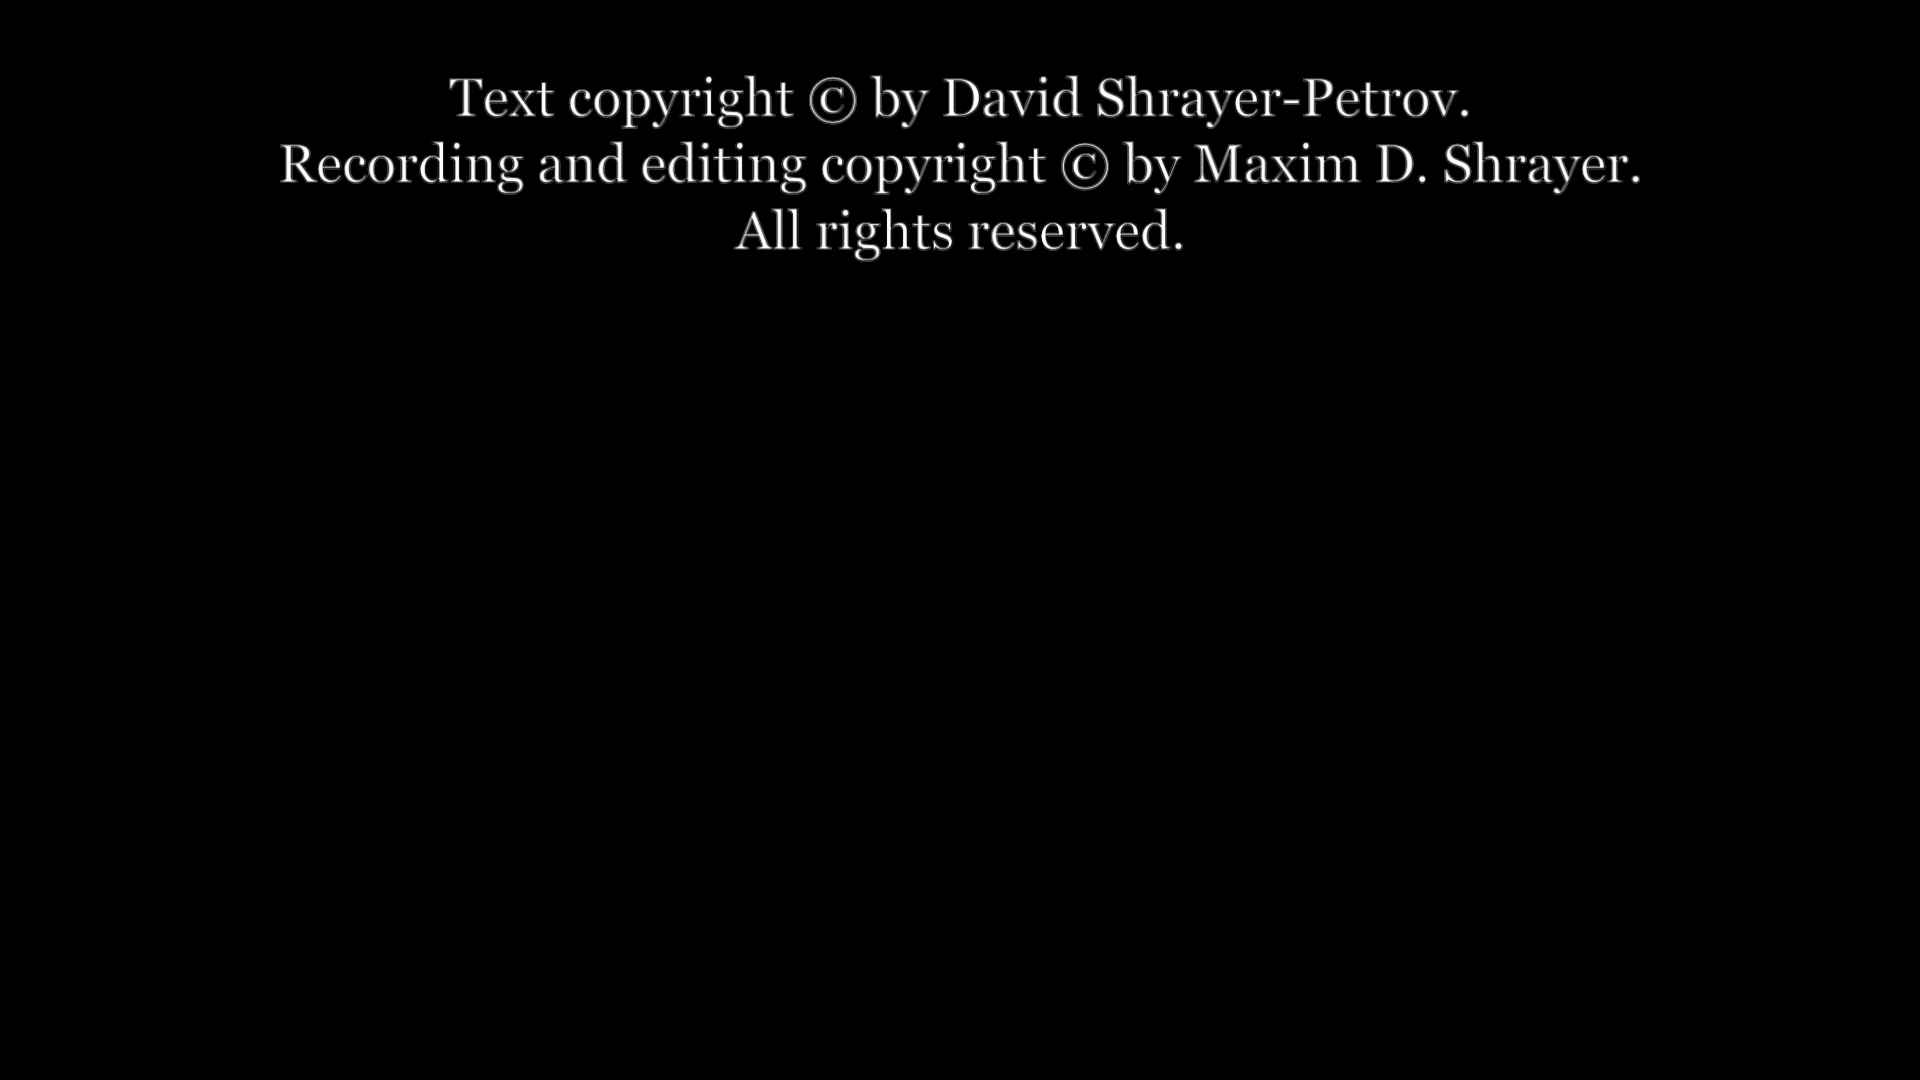 Text copyright © by David Shrayer-Petrov.
Recording and editing copyright © by Maxim D. Shrayer.
All rights reserved.